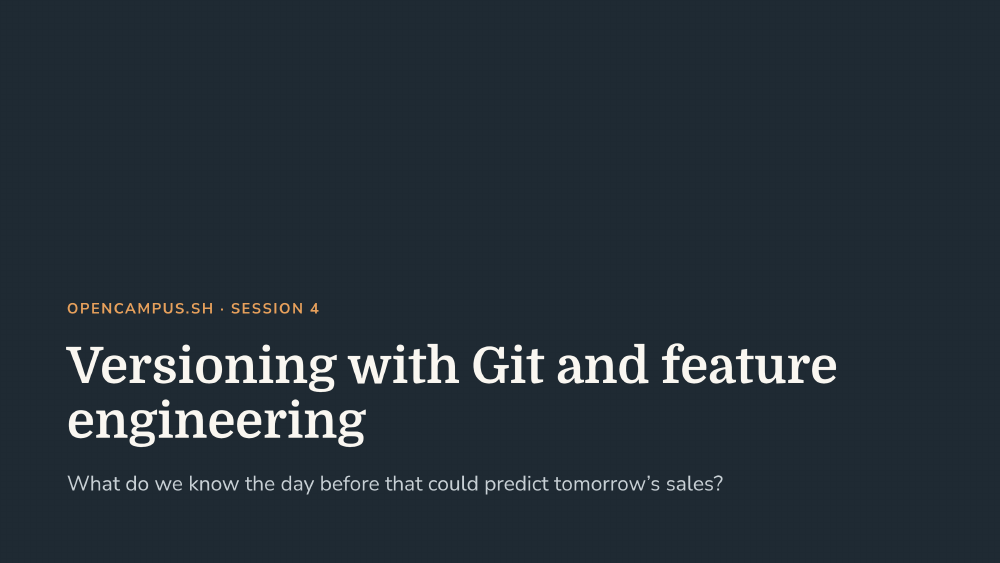 OPENCAMPUS.SH · SESSION 4
Versioning with Git and feature
engineering
What do we know the day before that could predict tomorrow’s sales?